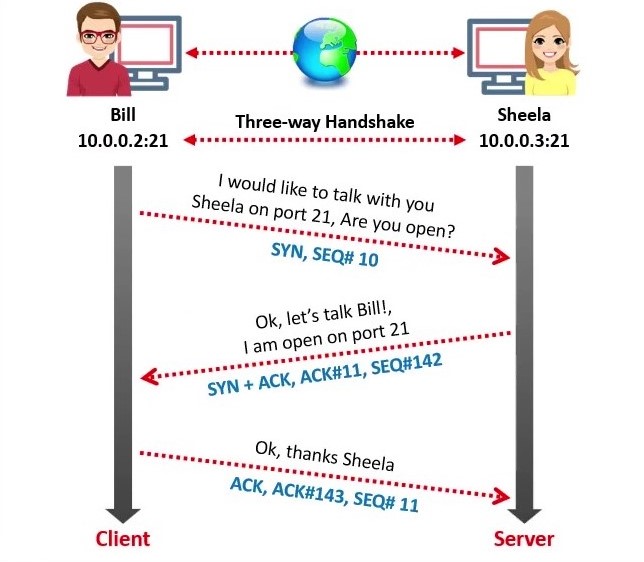 Bill
10.0.0.2:21
Sheela
10.0.0.3:21
Three-way Handshake
I would like to talk with you
Sheela on port 21, Are you open?
SYN, SEQ# 10
Ok, let's talk Bill!,
I am open on port 21
SYN + ACK, ACK#11, SEQ#142
Ok, thanks Sheela
ACK, ACK#143, SEQ# 11
Client
Server